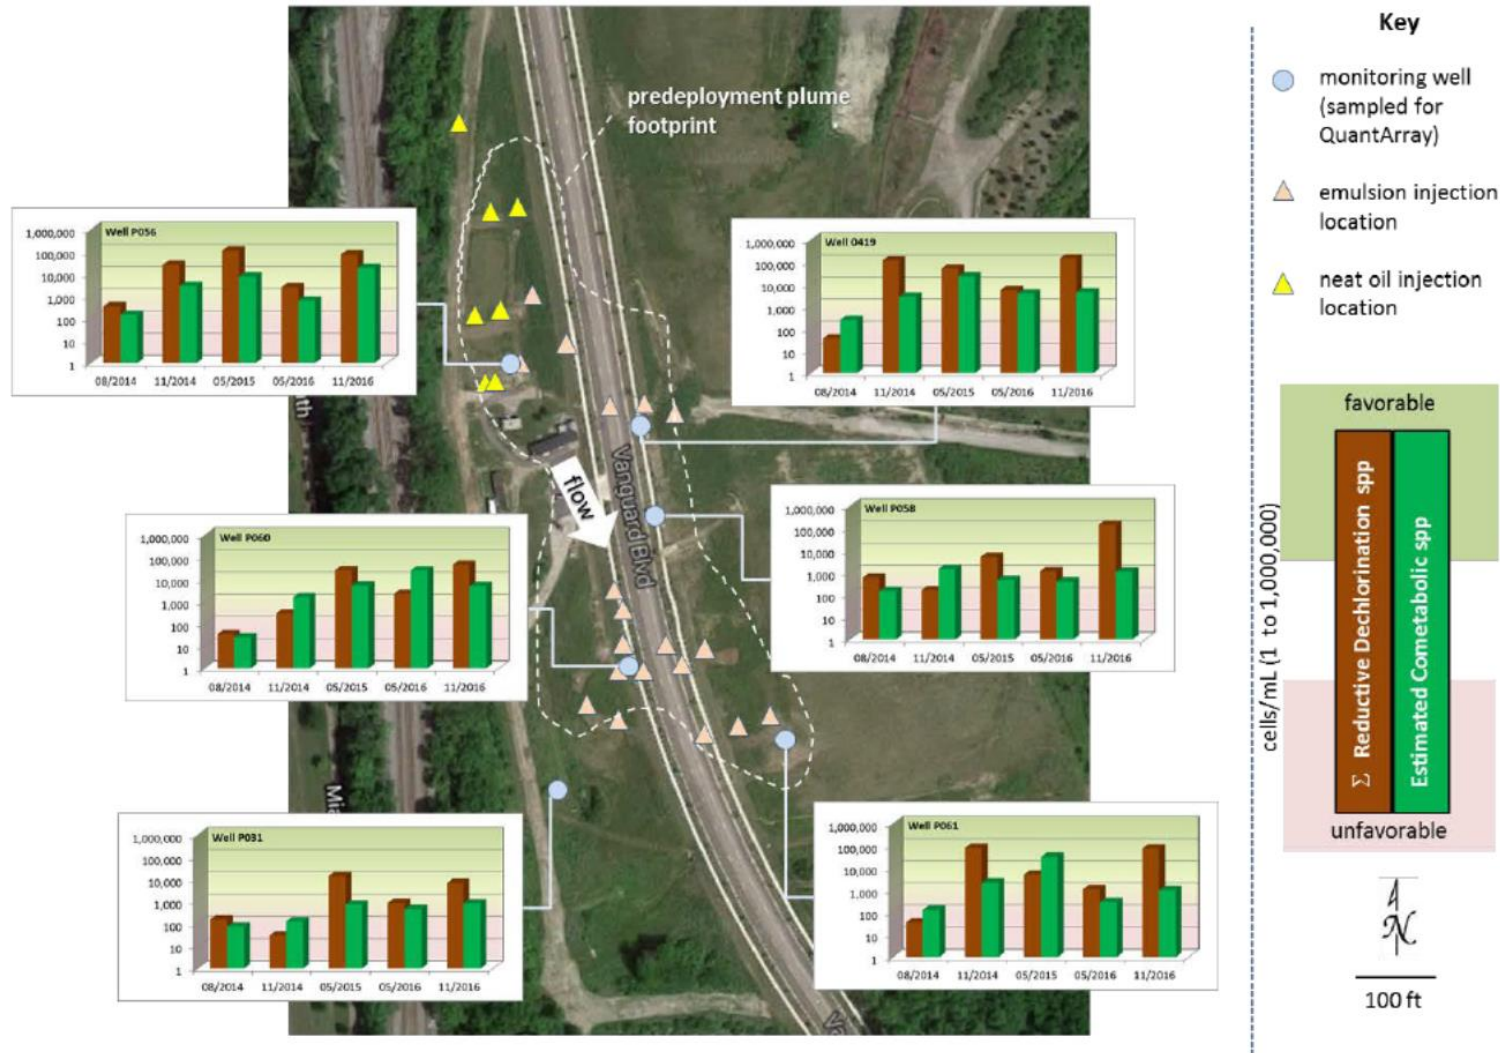 Key
monitoring well
(sampled for
QuantArray)
emulsion injection
location
neat oil injection
location
favorable
Σ Reductive Dechlorination spp
Estimated Cometabolic spp
unfavorable
cells/mL (1 to 1,000,000)
N
100 ft
predeployment plume
footprint
flow
Vanguard Blvd
Well P056
1,000,000
100,000
10,000
1,000
100
10
1
08/2014 11/2014 05/2015 05/2016 11/2016
Well 0419
1,000,000
100,000
10,000
1,000
100
10
1
08/2014 11/2014 05/2015 05/2016 11/2016
Well P060
1,000,000
100,000
10,000
1,000
100
10
1
08/2014 11/2014 05/2015 05/2016 11/2016
Well P058
1,000,000
100,000
10,000
1,000
100
10
1
08/2014 11/2014 05/2015 05/2016 11/2016
Well P031
1,000,000
100,000
10,000
1,000
100
10
1
08/2014 11/2014 05/2015 05/2016 11/2016
Well P061
1,000,000
100,000
10,000
1,000
100
10
1
08/2014 11/2014 05/2015 05/2016 11/2016